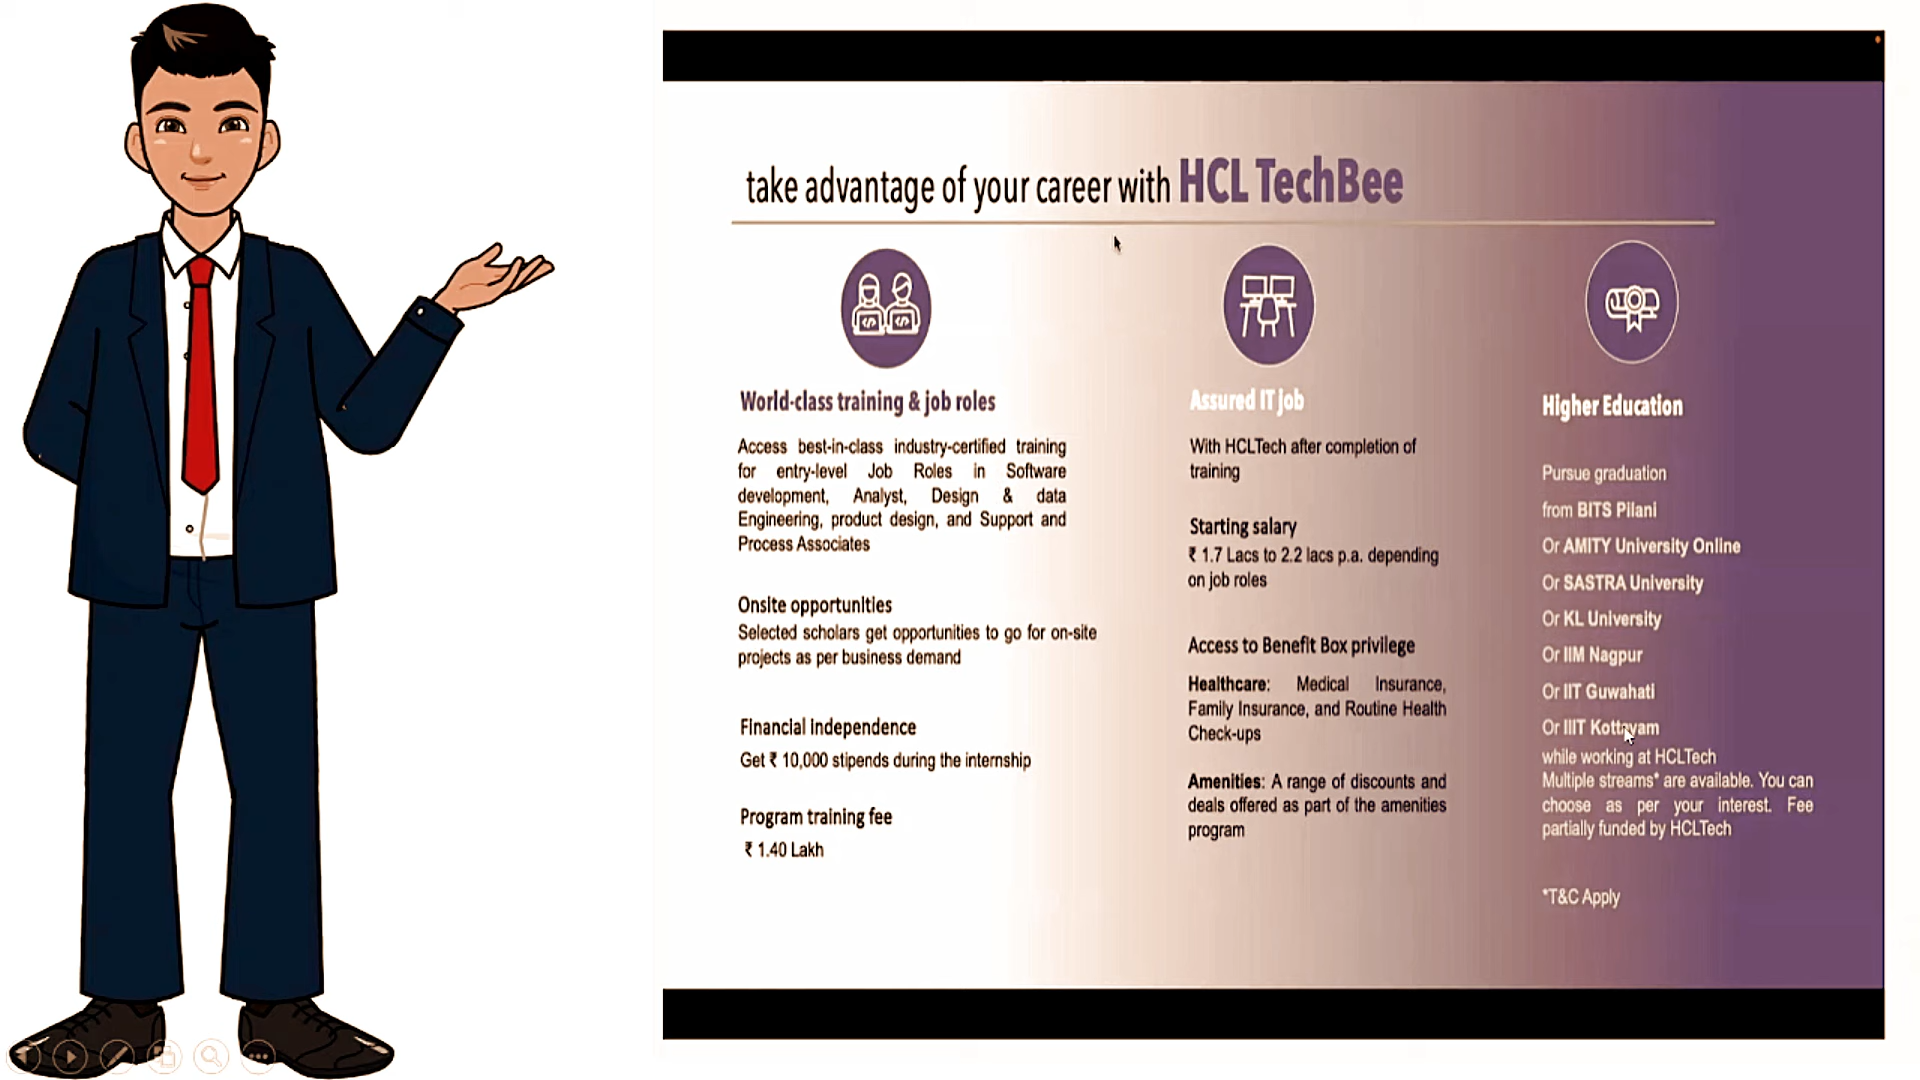 take advantage of your career with HCL TechBee
World-class training & job roles
Access best-in-class industry-certified training
for entry-level Job Roles in Software
development, Analyst, Design & data
Engineering, product design, and Support and
Process Associates
Onsite opportunities
Selected scholars get opportunities to go for on-site
projects as per business demand
Financial independence
Get ₹ 10,000 stipends during the internship
Program training fee
₹ 1.40 Lakh
Assured IT job
With HCLTech after completion of
training
Starting salary
₹ 1.7 Lacs to 2.2 lacs p.a. depending
on job roles
Access to Benefit Box privilege
Healthcare: Medical Insurance,
Family Insurance, and Routine Health
Check-ups
Amenities: A range of discounts and
deals offered as part of the amenities
program
Higher Education
Pursue graduation
from BITS Pilani
Or AMITY University Online
Or SASTRA University
Or KL University
Or IIM Nagpur
Or IIT Guwahati
Or IIIT Kottayam
while working at HCLTech
Multiple streams* are available. You can
choose as per your interest. Fee
partially funded by HCLTech
*T&C Apply